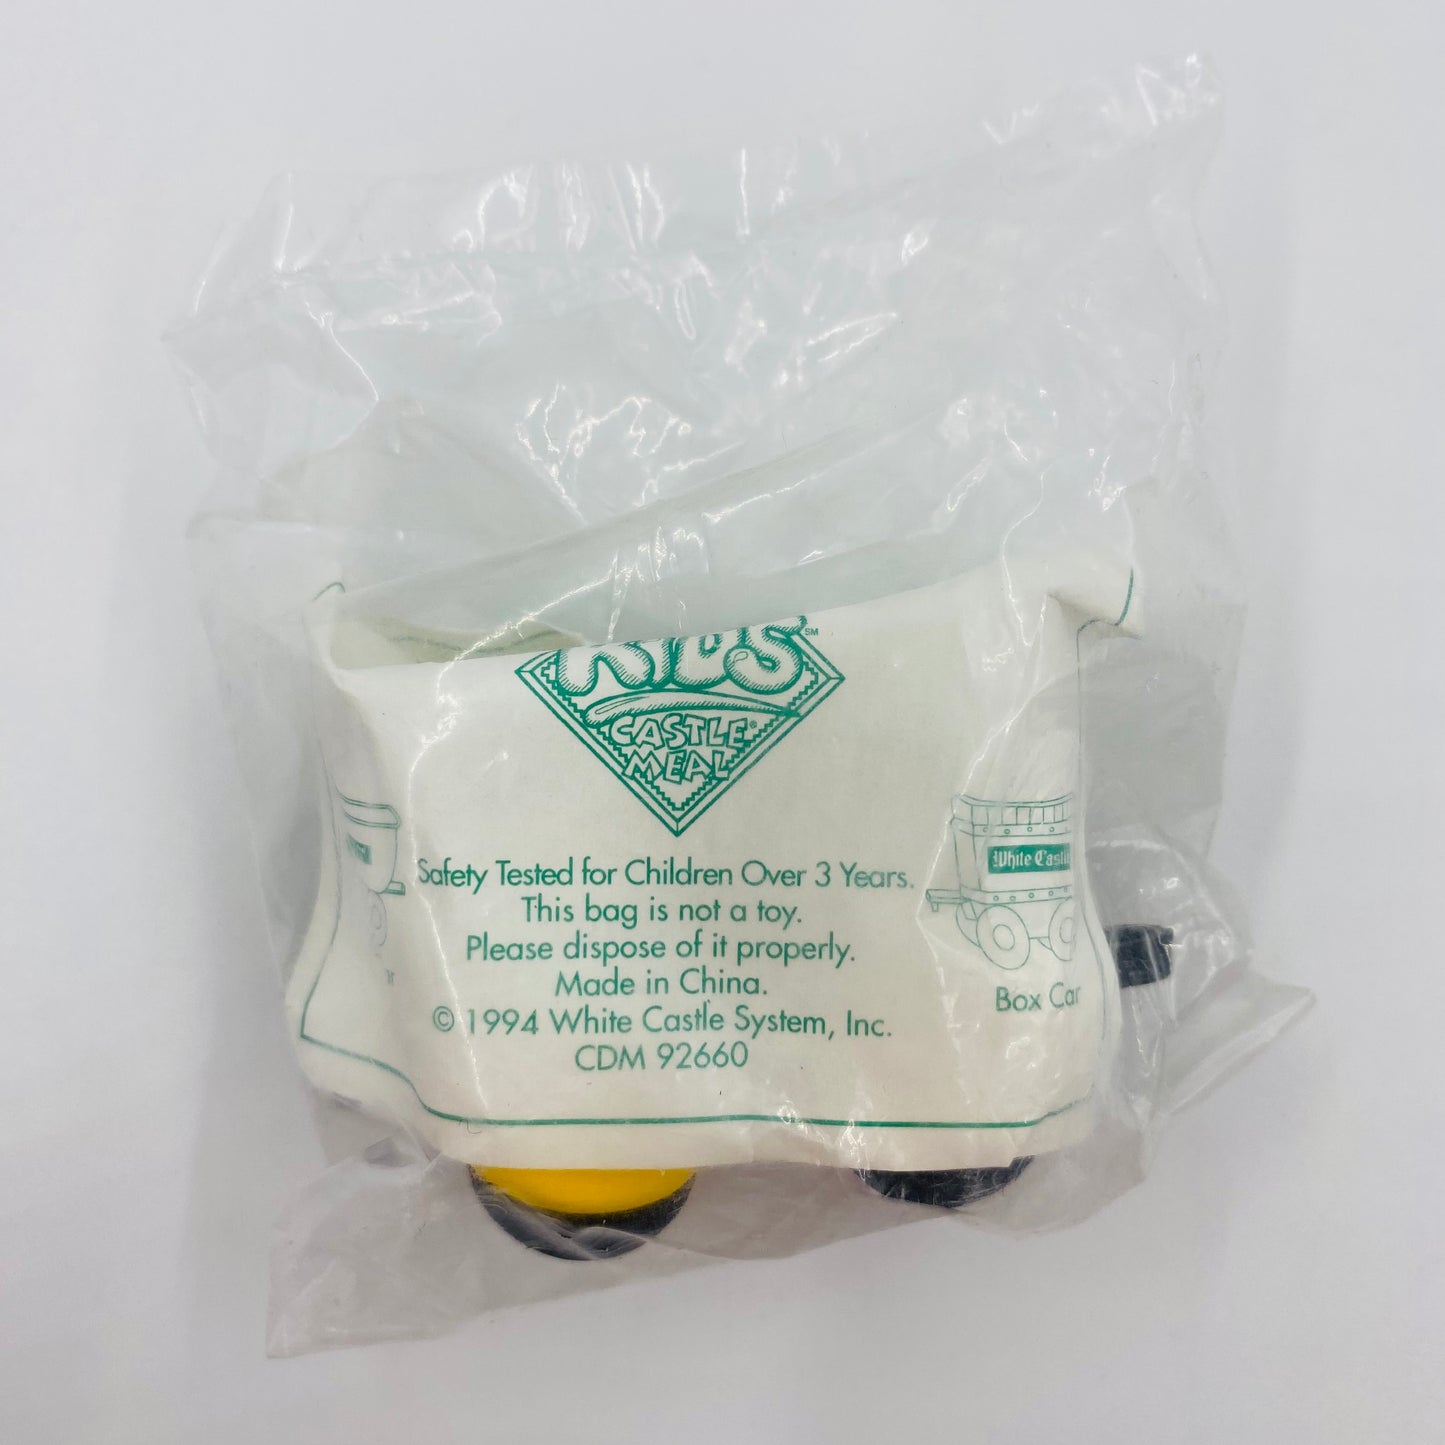 KIDS℠
CASTLE®
MEAL
White Castle
Safety Tested for Children Over 3 Years.
This bag is not a toy.
Please dispose of it properly.
Made in China.
Box Car
© 1994 White Castle System, Inc.
CDM 92660